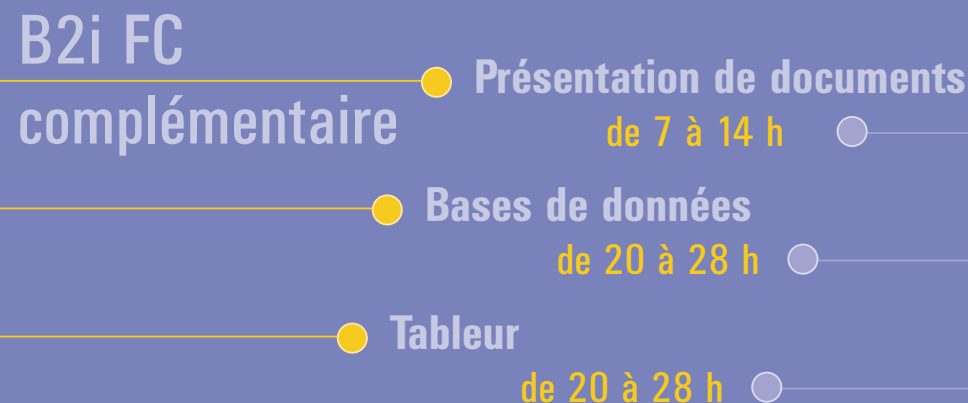 B2i FC
complémentaire
Présentation de documents
de 7 à 14 h
Bases de données
de 20 à 28 h
Tableur
de 20 à 28 h